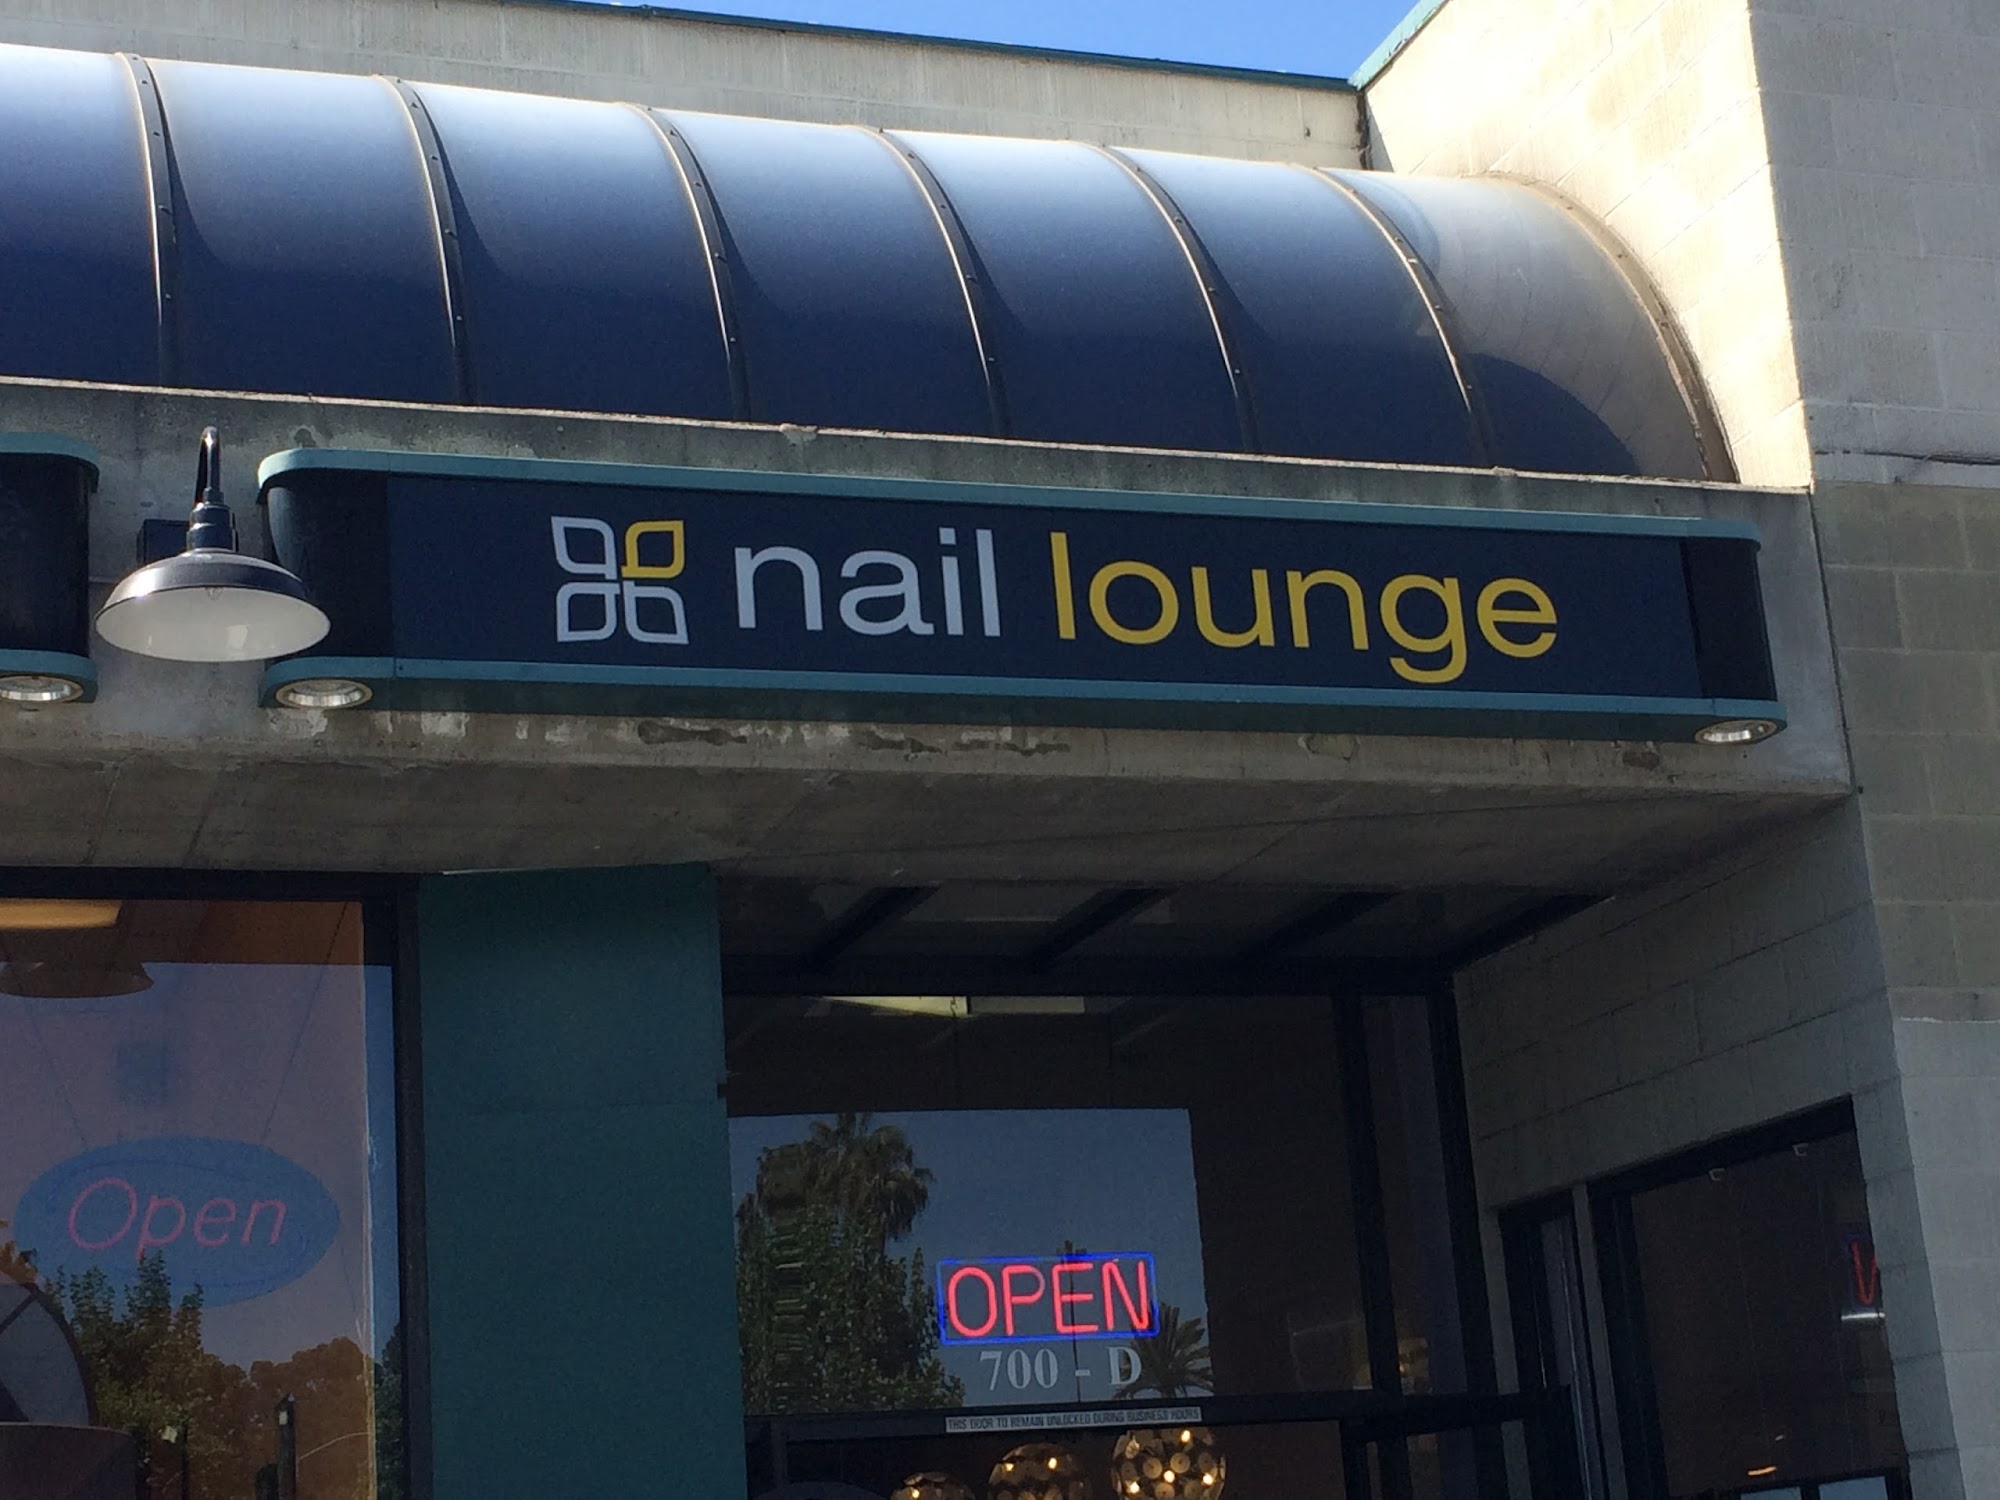 nail lounge
Open
OPEN
700 - D
THIS DOOR TO REMAIN UNLOCKED DURING BUSINESS HOURS